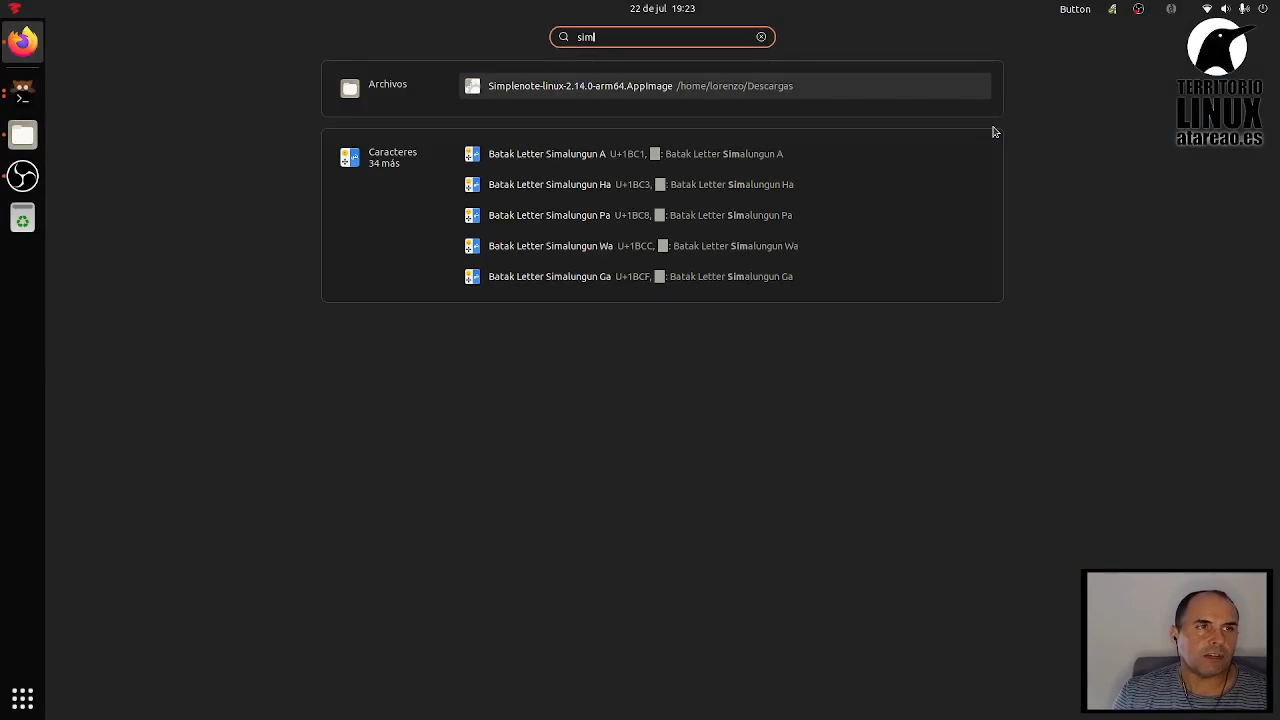 22 de jul 19:23
Button
sim
Archivos
Simplenote-linux-2.14.0-arm64.AppImage /home/lorenzo/Descargas
Caracteres
34 más
Batak Letter Simalungun A U+1BC1, : Batak Letter Simalungun A
Batak Letter Simalungun Ha U+1BC3, : Batak Letter Simalungun Ha
Batak Letter Simalungun Pa U+1BC8, : Batak Letter Simalungun Pa
Batak Letter Simalungun Wa U+1BCC, : Batak Letter Simalungun Wa
Batak Letter Simalungun Ga U+1BCF, : Batak Letter Simalungun Ga
TERRITORIO
LINUX
atareao.es